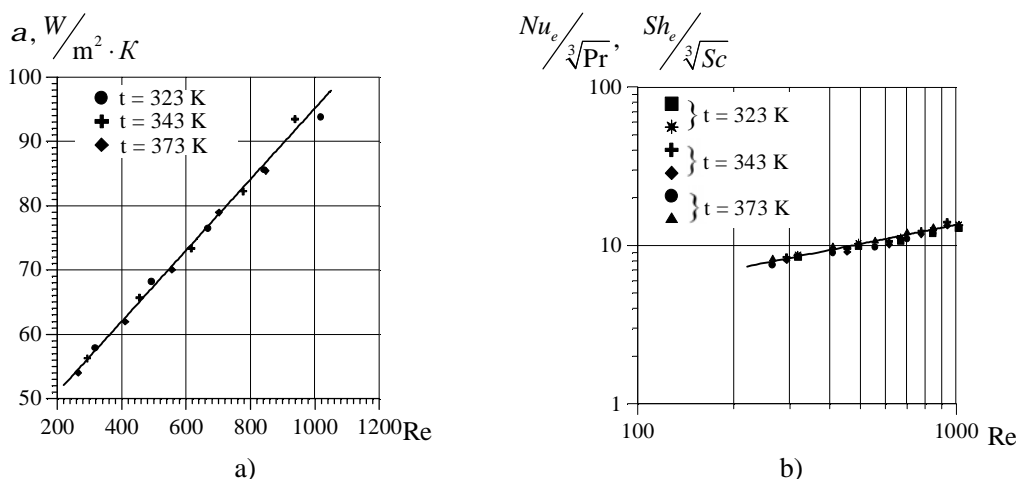 a, W/m² · K
100
90
80
70
60
50
t = 323 K
t = 343 K
t = 373 K
200 400 600 800 1000 1200 Re
a)
Nu_e/∛Pr, Sh_e/∛Sc
100
10
1
} t = 323 K
} t = 343 K
} t = 373 K
100 1000 Re
b)